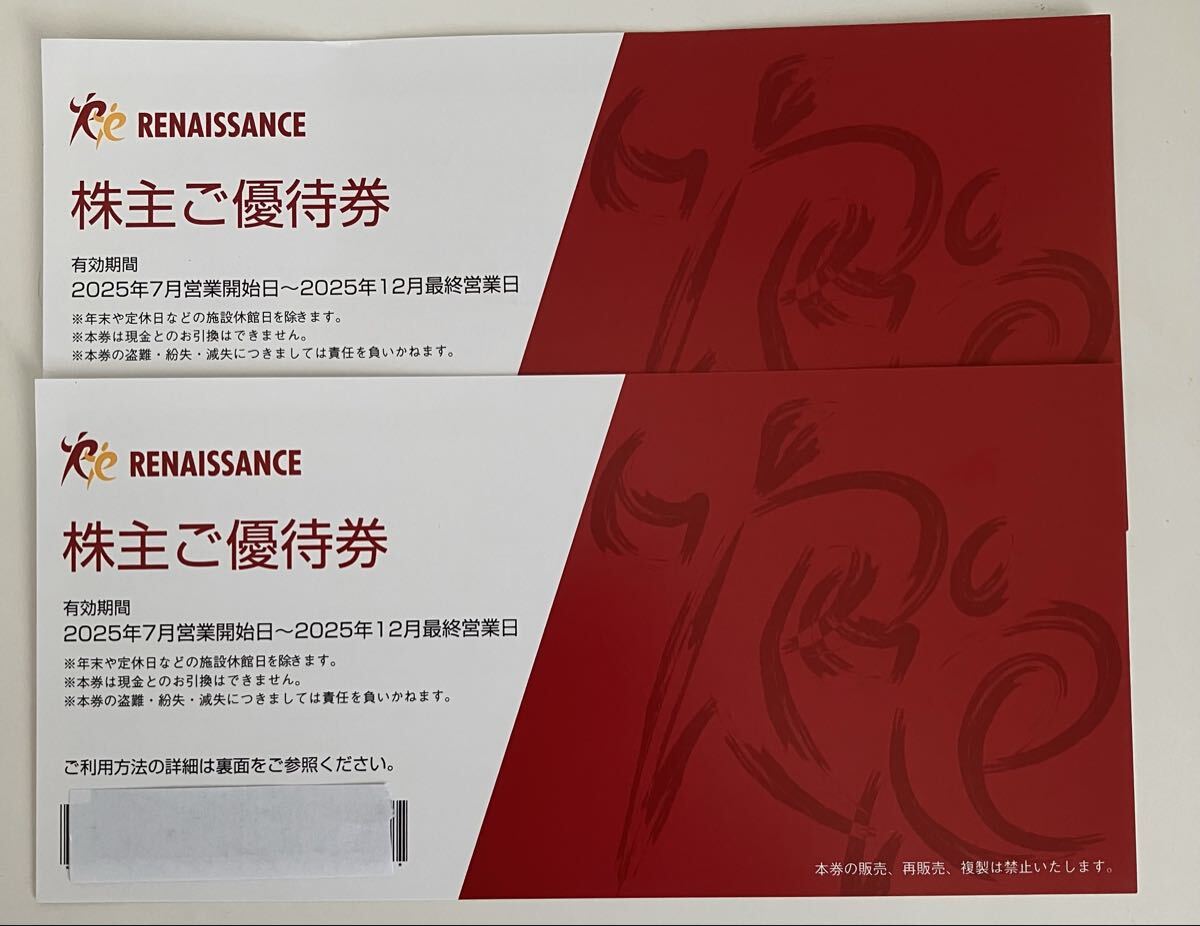 RENAISSANCE
株主ご優待券
有効期間
2025年7月営業開始日～2025年12月最終営業日
※年末や定休日などの施設休館日を除きます。
※本券は現金とのお引換はできません。
※本券の盗難・紛失・滅失につきましては責任を負いかねます。
RENAISSANCE
株主ご優待券
有効期間
2025年7月営業開始日～2025年12月最終営業日
※年末や定休日などの施設休館日を除きます。
※本券は現金とのお引換はできません。
※本券の盗難・紛失・滅失につきましては責任を負いかねます。
ご利用方法の詳細は裏面をご参照ください。
本券の販売、再販売、複製は禁止いたします。